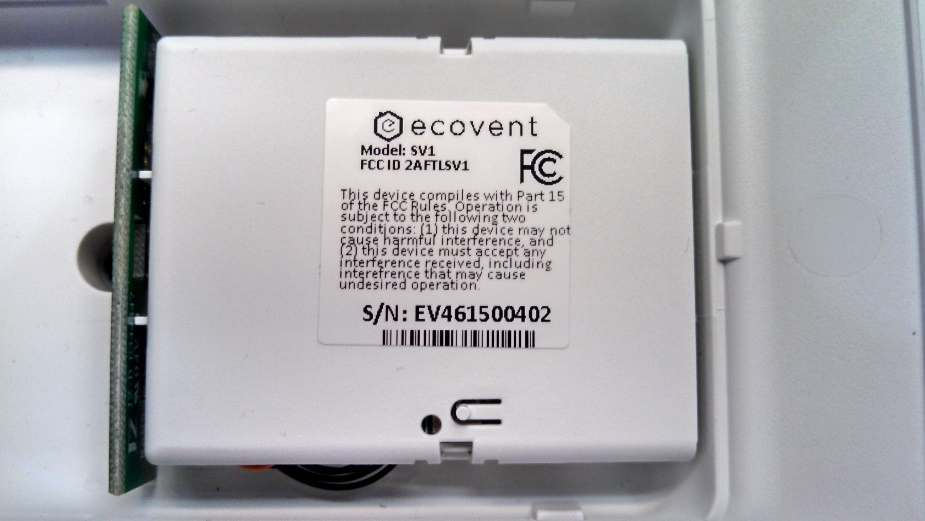 ecovent
Model: SV1
FCC ID 2AFTLSV1
FC
This device compiles with Part 15
of the FCC Rules. Operation is
subject to the following two
conditions: (1) this device may not
cause harmful interference, and
(2) this device must accept any
interference received, including
interefrence that may cause
undesired operation.
S/N: EV461500402